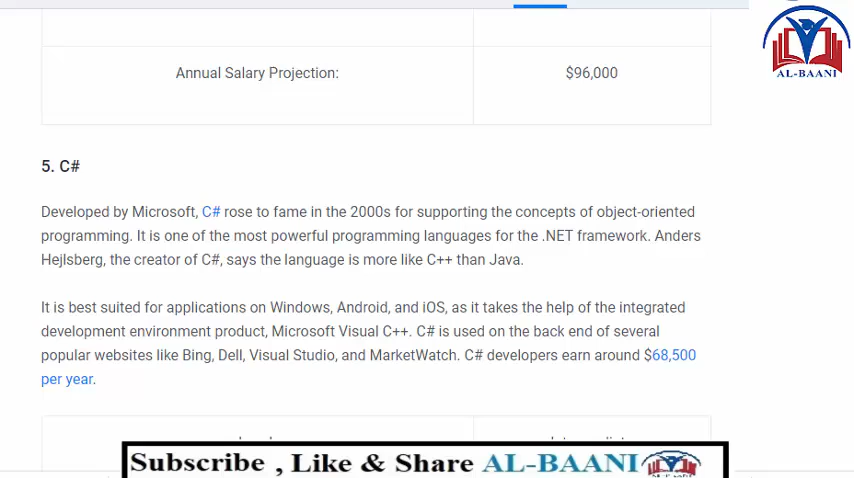 AL-BAANI
Annual Salary Projection: $96,000
5. C#
Developed by Microsoft, C# rose to fame in the 2000s for supporting the concepts of object-oriented
programming. It is one of the most powerful programming languages for the .NET framework. Anders
Hejlsberg, the creator of C#, says the language is more like C++ than Java.
It is best suited for applications on Windows, Android, and iOS, as it takes the help of the integrated
development environment product, Microsoft Visual C++. C# is used on the back end of several
popular websites like Bing, Dell, Visual Studio, and MarketWatch. C# developers earn around $68,500
per year.
Subscribe , Like & Share AL-BAANI